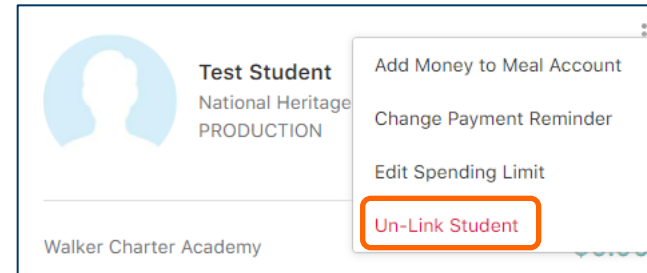 Test Student
National Heritage
PRODUCTION
Add Money to Meal Account
Change Payment Reminder
Edit Spending Limit
Un-Link Student
Walker Charter Academy